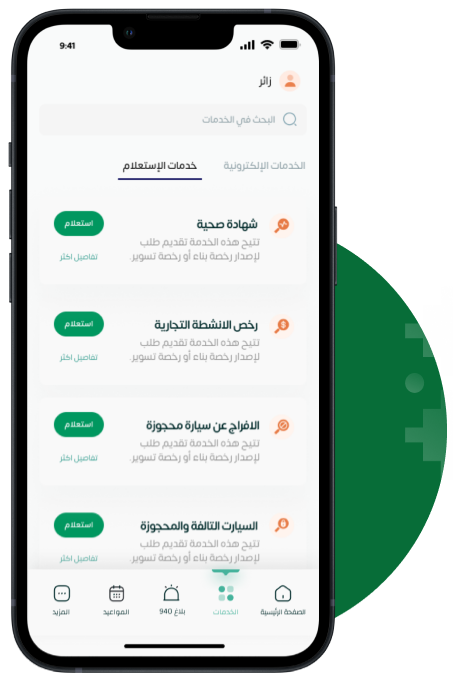 9:41
زائر
البحث في الخدمات
الخدمات الإلكترونية
خدمات الإستعلام
شهادة صحية
استعلام
تتيح هذه الخدمة تقديم طلب
لإصدار رخصة بناء أو رخصة تسوير.
تفاصيل اكثر
رخص الانشطة التجارية
استعلام
تتيح هذه الخدمة تقديم طلب
لإصدار رخصة بناء أو رخصة تسوير.
تفاصيل اكثر
الافراج عن سيارة محجوزة
استعلام
تتيح هذه الخدمة تقديم طلب
لإصدار رخصة بناء أو رخصة تسوير.
تفاصيل اكثر
السيارت التالفة والمحجوزة
استعلام
تتيح هذه الخدمة تقديم طلب
لإصدار رخصة بناء أو رخصة تسوير.
تفاصيل اكثر
الصفحة الرئيسية
الخدمات
بلاغ 940
المواعيد
المزيد